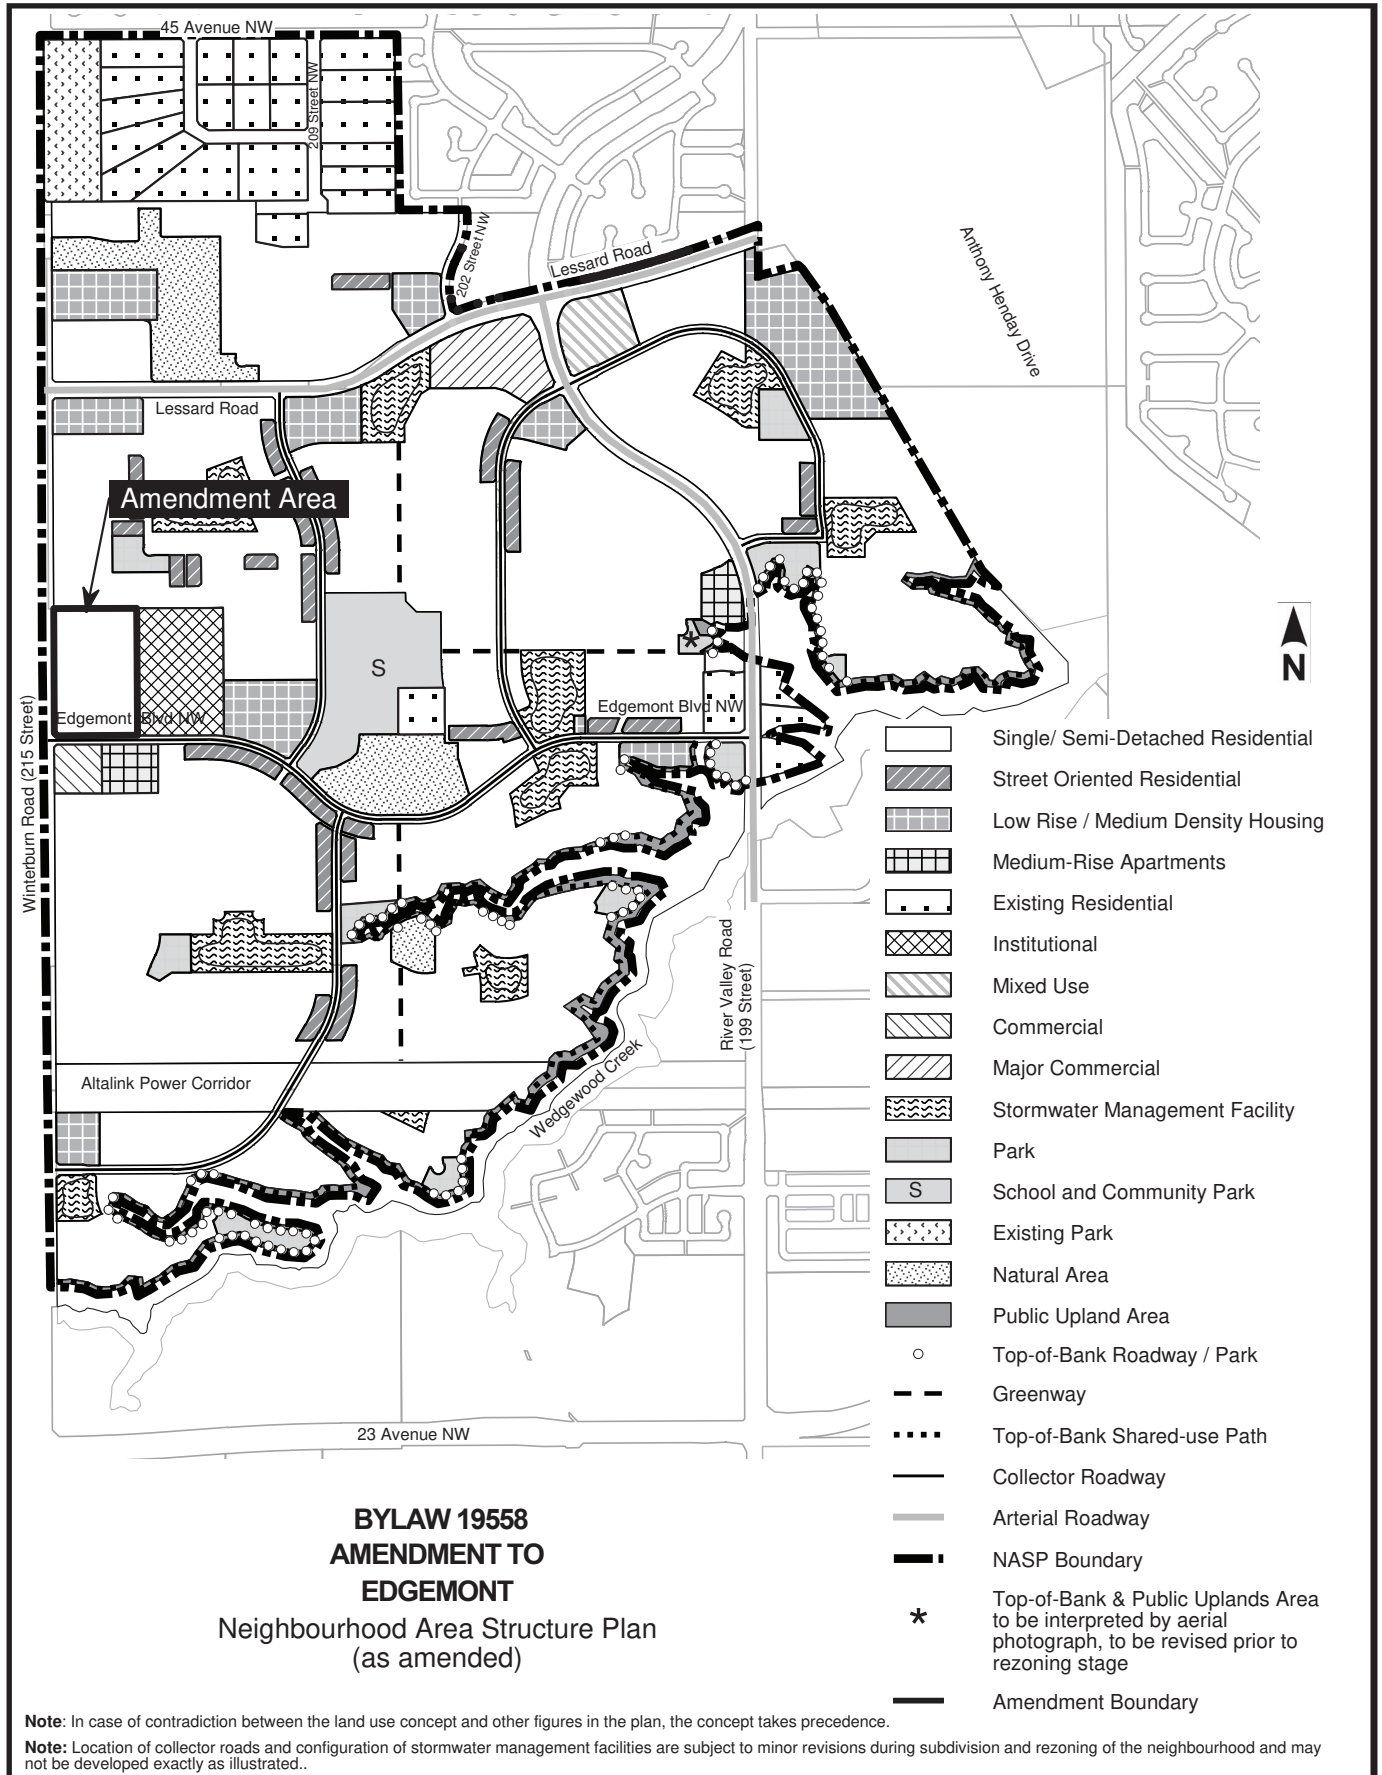 45 Avenue NW
209 Street NW
202 Street NW
Lessard Road
Anthony Henday Drive
Lessard Road
Amendment Area
S
N
Edgemont Blvd NW
Edgemont Blvd NW
Winterburn Road (215 Street)
River Valley Road
(199 Street)
Altalink Power Corridor
Wedgewood Creek
23 Avenue NW
Single/ Semi-Detached Residential
Street Oriented Residential
Low Rise / Medium Density Housing
Medium-Rise Apartments
Existing Residential
Institutional
Mixed Use
Commercial
Major Commercial
Stormwater Management Facility
Park
S School and Community Park
Existing Park
Natural Area
Public Upland Area
Top-of-Bank Roadway / Park
Greenway
Top-of-Bank Shared-use Path
Collector Roadway
Arterial Roadway
NASP Boundary
Top-of-Bank & Public Uplands Area
to be interpreted by aerial
photograph, to be revised prior to
rezoning stage
Amendment Boundary
BYLAW 19558
AMENDMENT TO
EDGEMONT
Neighbourhood Area Structure Plan
(as amended)
Note: In case of contradiction between the land use concept and other figures in the plan, the concept takes precedence.
Note: Location of collector roads and configuration of stormwater management facilities are subject to minor revisions during subdivision and rezoning of the neighbourhood and may
not be developed exactly as illustrated..